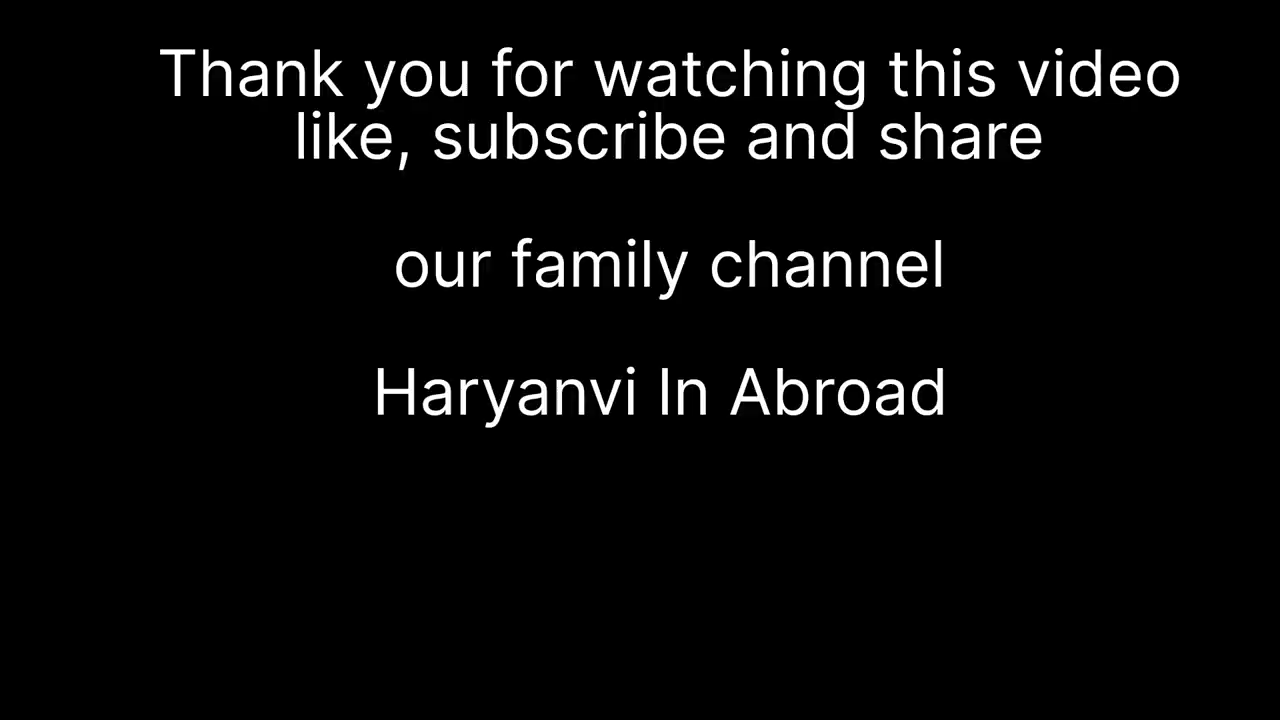 Thank you for watching this video
like, subscribe and share
our family channel
Haryanvi In Abroad